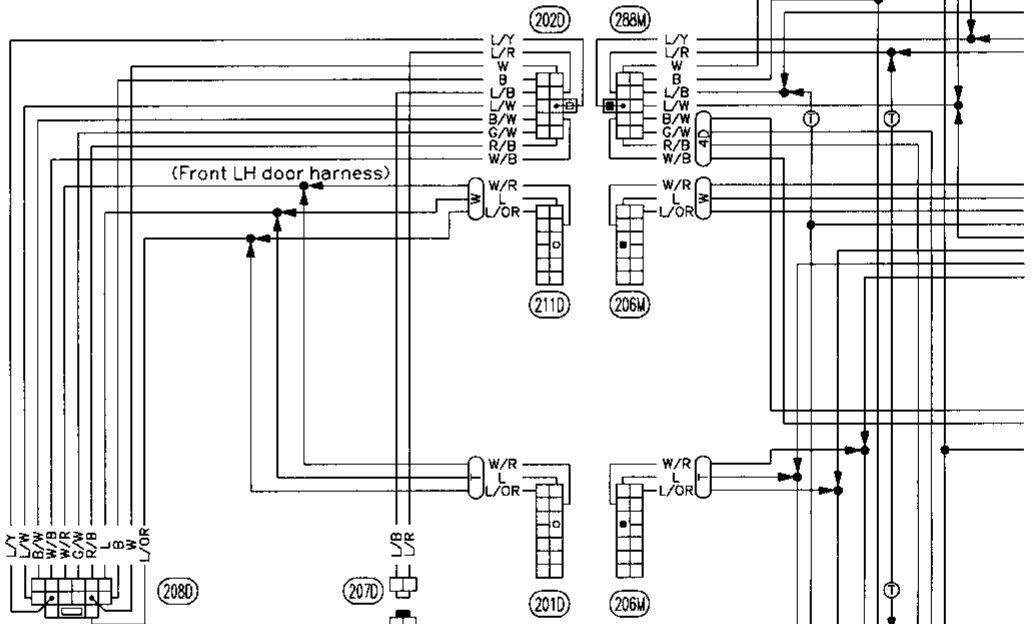 202D 288M
L/Y L/Y
L/R L/R
W W
B B
L/B L/B
L/W L/W
B/W B/W T T
G/W G/W 4D
R/B R/B
W/B W/B
(Front LH door harness)
W/R W/R
W L L W
L/OR L/OR
211D 206M
W/R W/R
T L L T
L/OR L/OR
L/Y L/W B/W W/B W/R G/W R/B L B W L/OR L/B L/R
208D 207D T
201D 206M